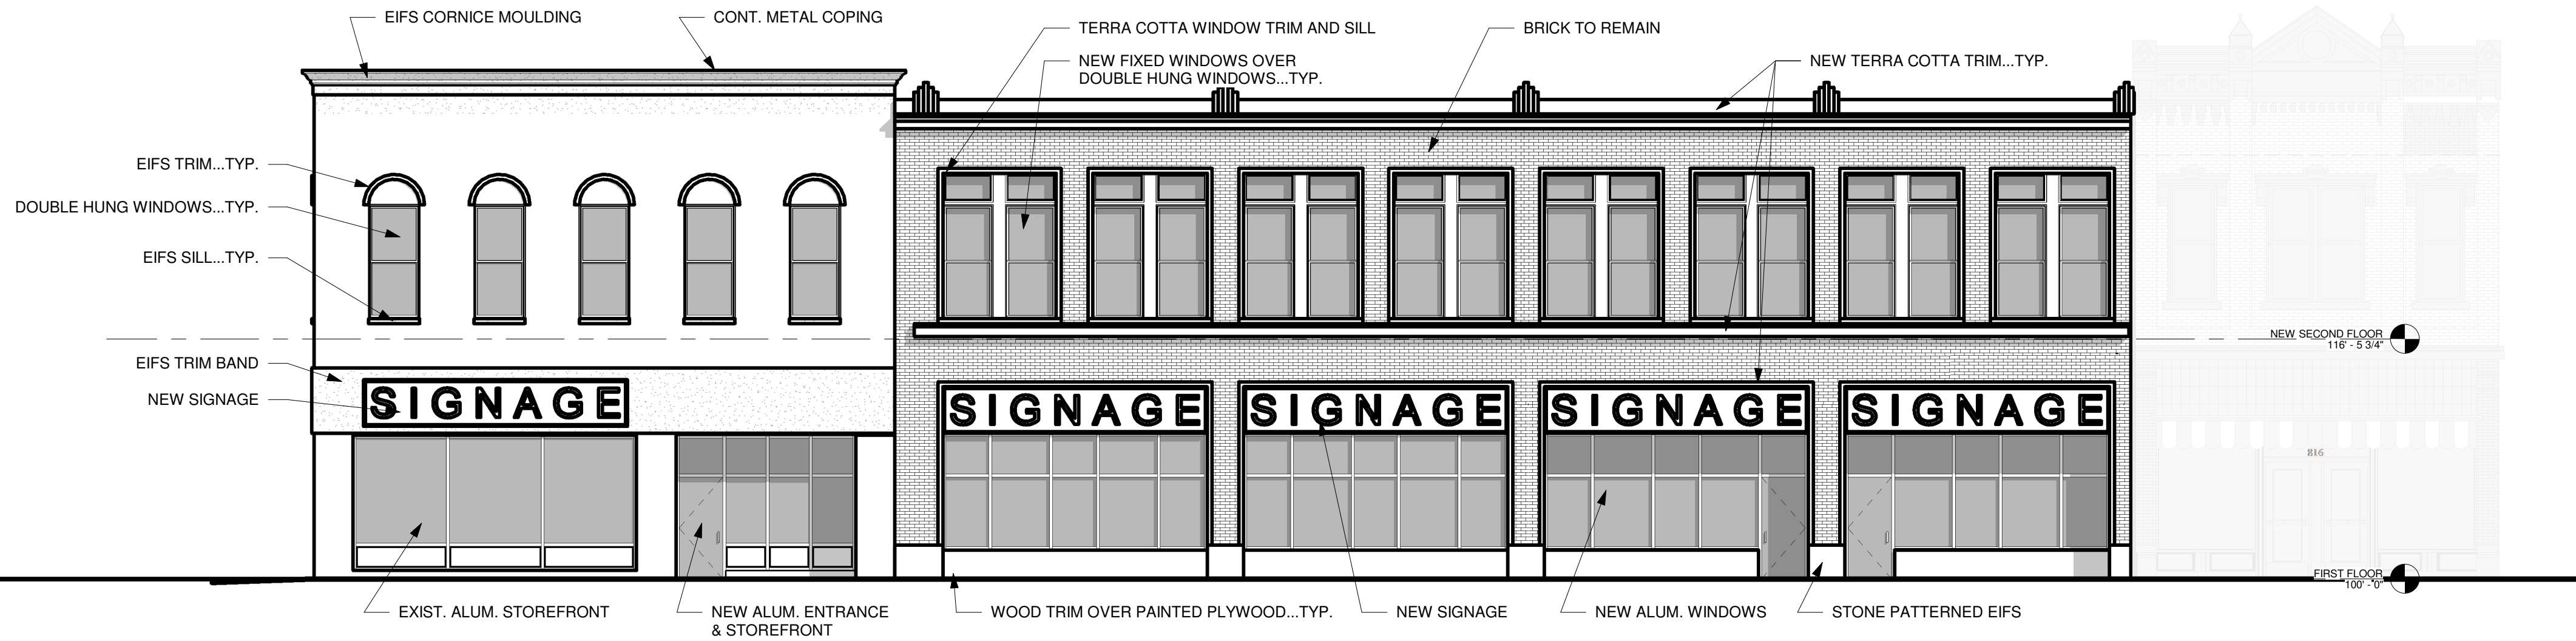 EIFS CORNICE MOULDING
CONT. METAL COPING
TERRA COTTA WINDOW TRIM AND SILL
BRICK TO REMAIN
NEW FIXED WINDOWS OVER
DOUBLE HUNG WINDOWS...TYP.
NEW TERRA COTTA TRIM...TYP.
EIFS TRIM...TYP.
DOUBLE HUNG WINDOWS...TYP.
EIFS SILL...TYP.
NEW SECOND FLOOR
116' - 5 3/4"
EIFS TRIM BAND
NEW SIGNAGE
SIGNAGE
SIGNAGE
SIGNAGE
SIGNAGE
SIGNAGE
816
FIRST FLOOR
100' - 0"
EXIST. ALUM. STOREFRONT
NEW ALUM. ENTRANCE
& STOREFRONT
WOOD TRIM OVER PAINTED PLYWOOD...TYP.
NEW SIGNAGE
NEW ALUM. WINDOWS
STONE PATTERNED EIFS